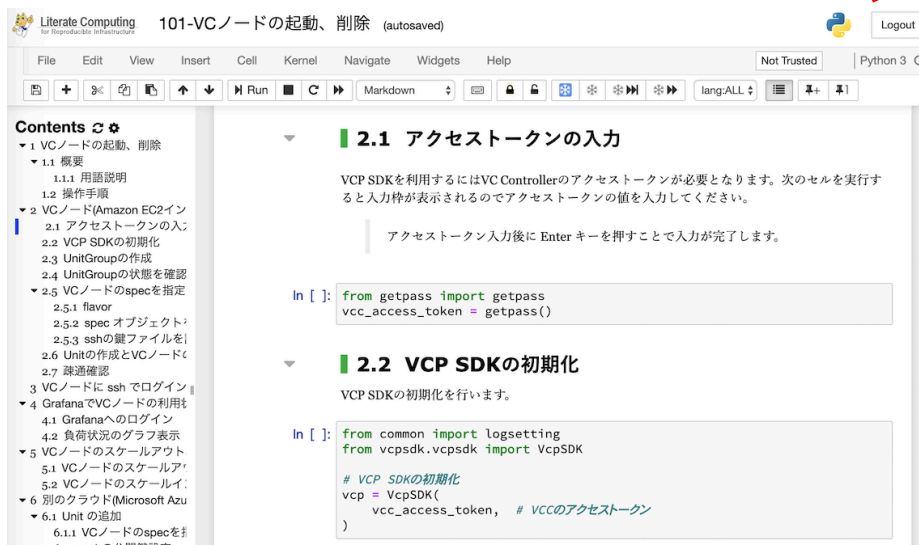 Literate Computing
for Reproducible Infrastructure
101-VCノードの起動、削除 (autosaved)
Logout
File Edit View Insert Cell Kernel Navigate Widgets Help
Not Trusted
Python 3
Run
Markdown
lang:ALL
Contents
1 VCノードの起動、削除
1.1 概要
1.1.1 用語説明
1.2 操作手順
2 VCノード(Amazon EC2イン
2.1 アクセストークンの入
2.2 VCP SDKの初期化
2.3 UnitGroupの作成
2.4 UnitGroupの状態を確認
2.5 VCノードのspecを指定
2.5.1 flavor
2.5.2 spec オブジェクト
2.5.3 sshの鍵ファイルを
2.6 Unitの作成とVCノード
2.7 疎通確認
3 VCノードに ssh でログイン
4 GrafanaでVCノードの利用
4.1 Grafanaへのログイン
4.2 負荷状況のグラフ表示
5 VCノードのスケールアウト
5.1 VCノードのスケールア
5.2 VCノードのスケールイ
6 別のクラウド(Microsoft Azu
6.1 Unit の追加
6.1.1 VCノードのspecを
2.1 アクセストークンの入力
VCP SDKを利用するにはVC Controllerのアクセストークンが必要となります。次のセルを実行す
ると入力枠が表示されるのでアクセストークンの値を入力してください。
アクセストークン入力後に Enter キーを押すことで入力が完了します。
In [ ]:
from getpass import getpass
vcc_access_token = getpass()
2.2 VCP SDKの初期化
VCP SDKの初期化を行います。
In [ ]:
from common import logsetting
from vcpsdk.vcpsdk import VcpSDK
# VCP SDKの初期化
vcp = VcpSDK(
vcc_access_token, # VCCのアクセストークン
)